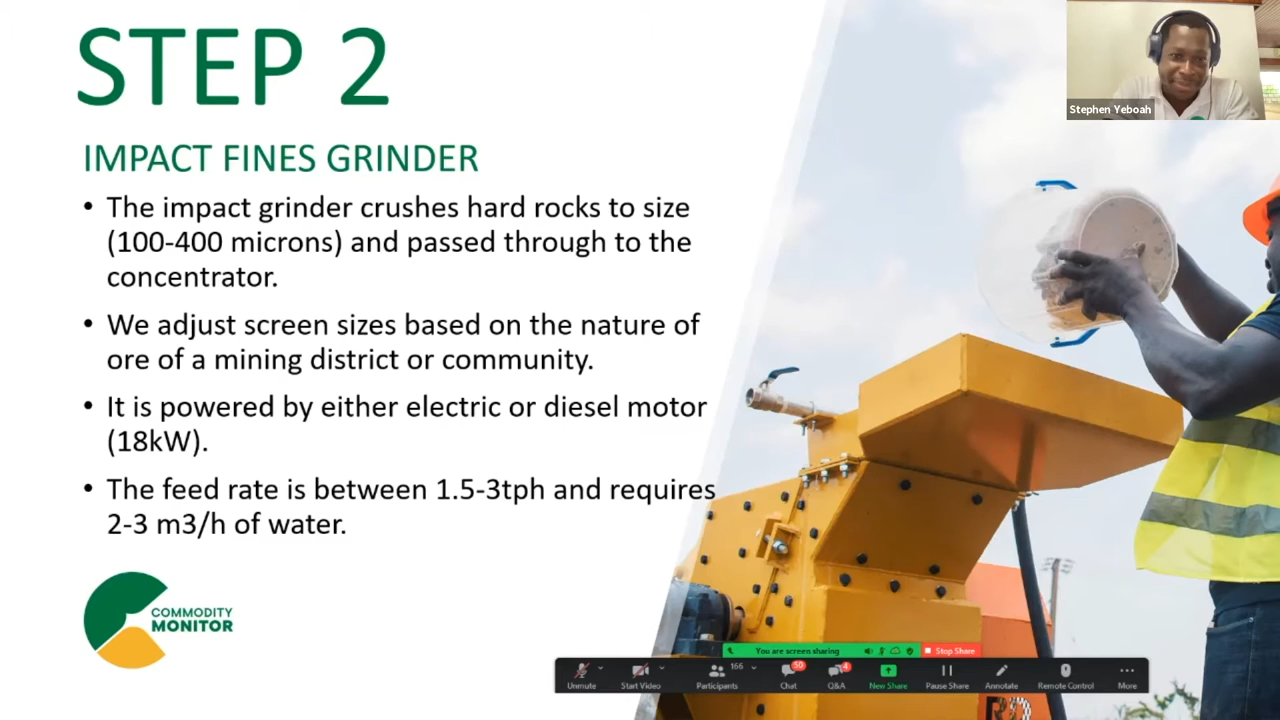 STEP 2
Stephen Yeboah
IMPACT FINES GRINDER
• The impact grinder crushes hard rocks to size
(100-400 microns) and passed through to the
concentrator.
• We adjust screen sizes based on the nature of
ore of a mining district or community.
• It is powered by either electric or diesel motor
(18kW).
• The feed rate is between 1.5-3tph and requires
2-3 m3/h of water.
COMMODITY
MONITOR
You are screen sharing
Stop Share
166
50
4
Unmute
Start Video
Participants
Chat
Q&A
New Share
Pause Share
Annotate
Remote Control
More